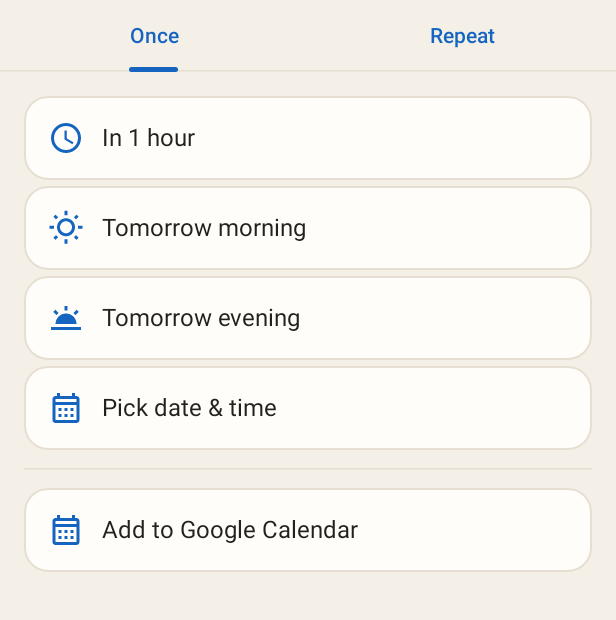 Once
Repeat
In 1 hour
Tomorrow morning
Tomorrow evening
Pick date & time
Add to Google Calendar